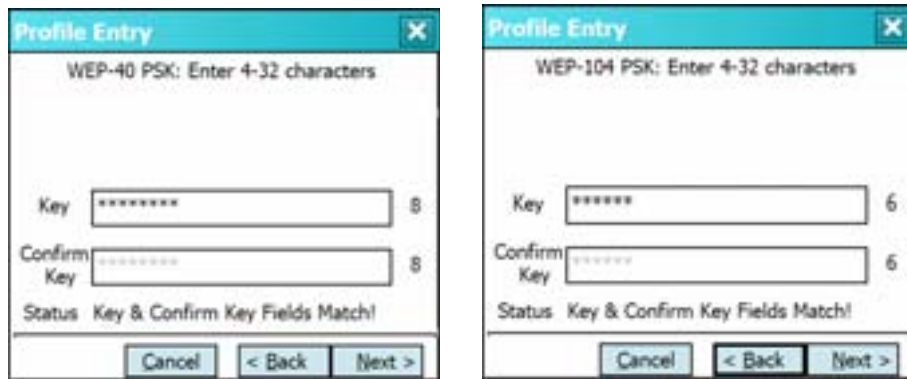 Profile Entry
WEP-40 PSK: Enter 4-32 characters
Key ******** 8
Confirm Key ******** 8
Status Key & Confirm Key Fields Match!
Cancel < Back Next >
Profile Entry
WEP-104 PSK: Enter 4-32 characters
Key ****** 6
Confirm Key ****** 6
Status Key & Confirm Key Fields Match!
Cancel < Back Next >